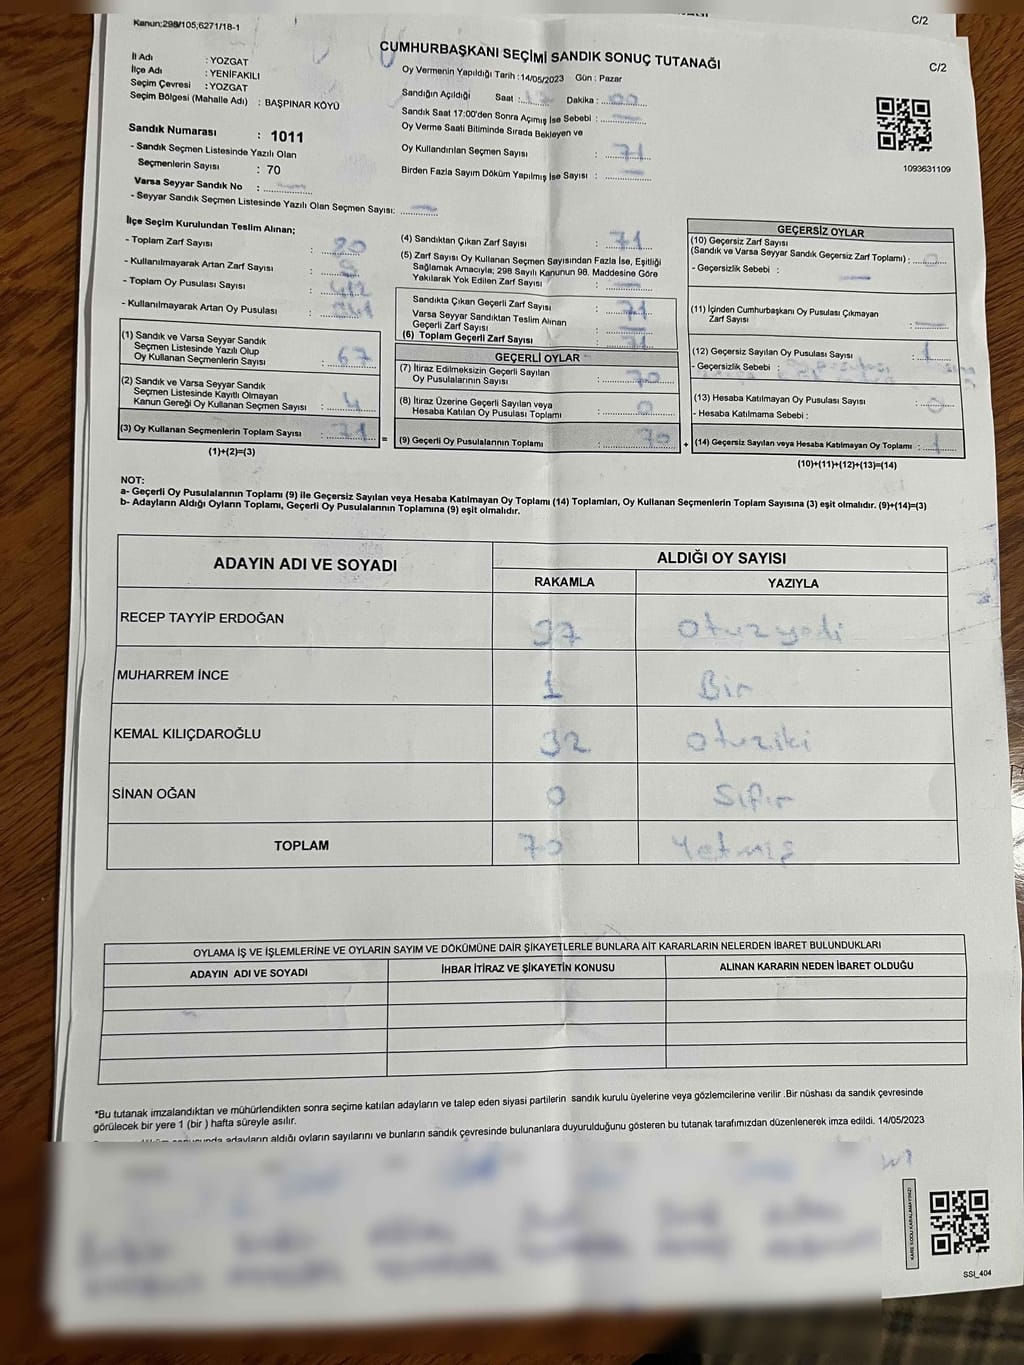 Kanun:298/105,6271/18-1
C/2
C/2
CUMHURBAŞKANI SEÇİMİ SANDIK SONUÇ TUTANAĞI
İl Adı : YOZGAT
İlçe Adı : YENİFAKILI
Seçim Çevresi : YOZGAT
Seçim Bölgesi (Mahalle Adı) : BAŞPINAR KÖYÜ
Oy Vermenin Yapıldığı Tarih :14/05/2023 Gün : Pazar
Sandığın Açıldığı Saat : 17 Dakika : 00
Sandık Saat 17:00'den Sonra Açımış İse Sebebi :
Oy Verme Saati Bitiminde Sırada Bekleyen ve
Oy Kullandırılan Seçmen Sayısı : 71
Birden Fazla Sayım Döküm Yapılmış İse Sayısı :
1093631109
Sandık Numarası : 1011
- Sandık Seçmen Listesinde Yazılı Olan
Seçmenlerin Sayısı : 70
Varsa Seyyar Sandık No :
- Seyyar Sandık Seçmen Listesinde Yazılı Olan Seçmen Sayısı:
İlçe Seçim Kurulundan Teslim Alınan;
- Toplam Zarf Sayısı :
- Kullanılmayarak Artan Zarf Sayısı :
- Toplam Oy Pusulası Sayısı :
- Kullanılmayarak Artan Oy Pusulası :
(1) Sandık ve Varsa Seyyar Sandık
Seçmen Listesinde Yazılı Olup
Oy Kullanan Seçmenlerin Sayısı : 67
(2) Sandık ve Varsa Seyyar Sandık
Seçmen Listesinde Kayıtlı Olmayan
Kanun Gereği Oy Kullanan Seçmen Sayısı : 4
(3) Oy Kullanan Seçmenlerin Toplam Sayısı : 71
(1)+(2)=(3)
=
(4) Sandıktan Çıkan Zarf Sayısı : 71
(5) Zarf Sayısı Oy Kullanan Seçmen Sayısından Fazla İse, Eşitliği
Sağlamak Amacıyla; 298 Sayılı Kanunun 98. Maddesine Göre
Yakılarak Yok Edilen Zarf Sayısı :
Sandıkta Çıkan Geçerli Zarf Sayısı : 71
Varsa Seyyar Sandıktan Teslim Alınan
Geçerli Zarf Sayısı :
(6) Toplam Geçerli Zarf Sayısı : 71
GEÇERLİ OYLAR
(7) İtiraz Edilmeksizin Geçerli Sayılan
Oy Pusulalarının Sayısı : 70
(8) İtiraz Üzerine Geçerli Sayılan veya
Hesaba Katılan Oy Pusulası Toplamı : 0
(9) Geçerli Oy Pusulalarının Toplamı : 70
+
GEÇERSİZ OYLAR
(10) Geçersiz Zarf Sayısı
(Sandık ve Varsa Seyyar Sandık Geçersiz Zarf Toplamı) : 0
- Geçersizlik Sebebi :
(11) İçinden Cumhurbaşkanı Oy Pusulası Çıkmayan
Zarf Sayısı :
(12) Geçersiz Sayılan Oy Pusulası Sayısı : 1
- Geçersizlik Sebebi :
(13) Hesaba Katılmayan Oy Pusulası Sayısı : 0
- Hesaba Katılmama Sebebi :
(14) Geçersiz Sayılan veya Hesaba Katılmayan Oy Toplamı : 1
(10)+(11)+(12)+(13)=(14)
NOT:
a- Geçerli Oy Pusulalarının Toplamı (9) ile Geçersiz Sayılan veya Hesaba Katılmayan Oy Toplamı (14) Toplamları, Oy Kullanan Seçmenlerin Toplam Sayısına (3) eşit olmalıdır. (9)+(14)=(3)
b- Adayların Aldığı Oyların Toplamı, Geçerli Oy Pusulalarının Toplamına (9) eşit olmalıdır.
ADAYIN ADI VE SOYADI ALDIĞI OY SAYISI
RAKAMLA YAZIYLA
RECEP TAYYİP ERDOĞAN 37 otuzyedi
MUHARREM İNCE 1 Bir
KEMAL KILIÇDAROĞLU 32 otuziki
SİNAN OĞAN 0 Sıfır
TOPLAM 70 Yetmiş
OYLAMA İŞ VE İŞLEMLERİNE VE OYLARIN SAYIM VE DÖKÜMÜNE DAİR ŞİKAYETLERLE BUNLARA AİT KARARLARIN NELERDEN İBARET BULUNDUKLARI
ADAYIN ADI VE SOYADI İHBAR İTİRAZ VE ŞİKAYETİN KONUSU ALINAN KARARIN NEDEN İBARET OLDUĞU
*Bu tutanak imzalandıktan ve mühürlendikten sonra seçime katılan adayların ve talep eden siyasi partilerin sandık kurulu üyelerine veya gözlemcilerine verilir .Bir nüshası da sandık çevresinde
görülecek bir yere 1 (bir ) hafta süreyle asılır.
adayların aldığı oyların sayılarını ve bunların sandık çevresinde bulunanlara duyurulduğunu gösteren bu tutanak tarafımızdan düzenlenerek imza edildi. 14/05/2023
KARE KODU KARALAMAYINIZ!
SSI_404